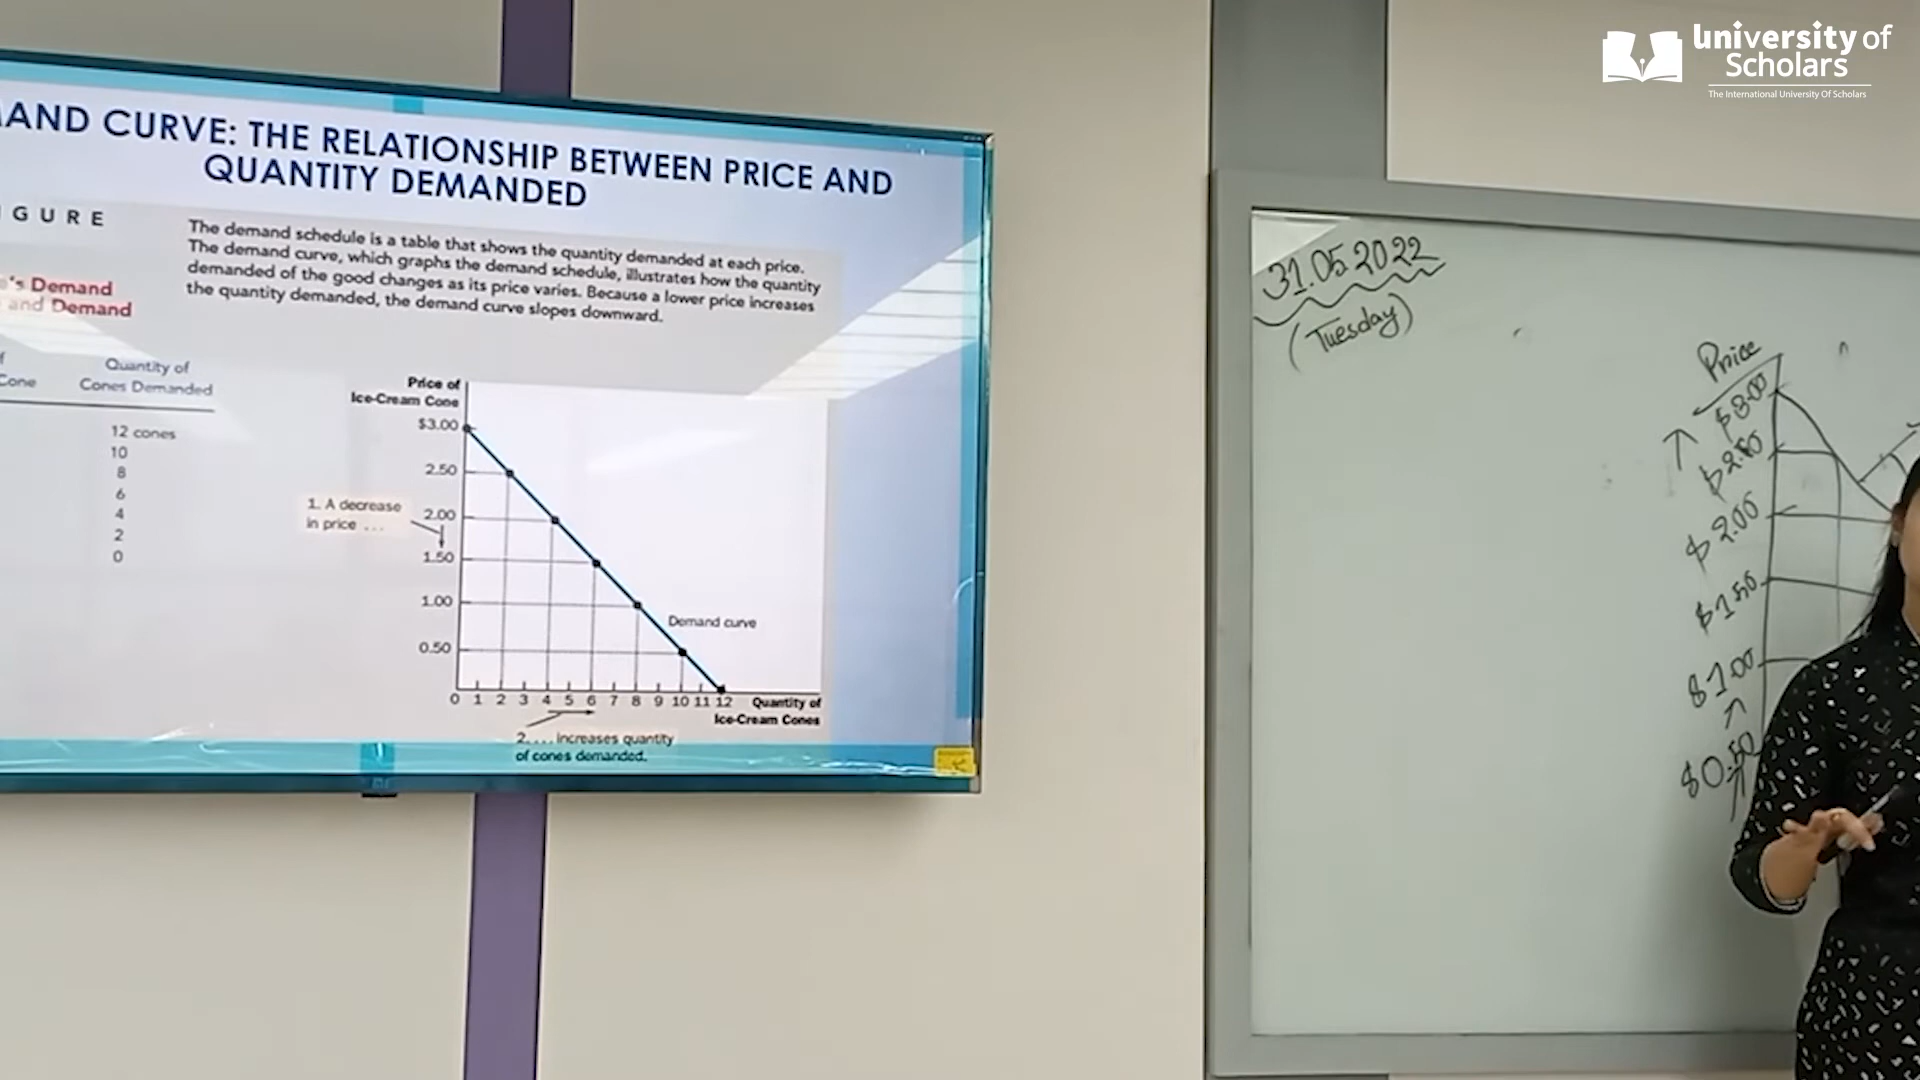 university of
Scholars
The International University Of Scholars
AND CURVE: THE RELATIONSHIP BETWEEN PRICE AND
QUANTITY DEMANDED
GURE
The demand schedule is a table that shows the quantity demanded at each price.
The demand curve, which graphs the demand schedule, illustrates how the quantity
demanded of the good changes as its price varies. Because a lower price increases
the quantity demanded, the demand curve slopes downward.
's Demand
and Demand
Cone
Quantity of
Cones Demanded
12 cones
10
8
6
4
2
0
Price of
Ice-Cream Cone
$3.00
2.50
2.00
1.50
1.00
0.50
1. A decrease
in price ...
Demand curve
0 1 2 3 4 5 6 7 8 9 10 11 12
Quantity of
Ice-Cream Cones
2. ... increases quantity
of cones demanded.
31.05.2022
(Tuesday)
Price
$3.00
$2.50
$2.00
$1.50
$1.00
$0.50